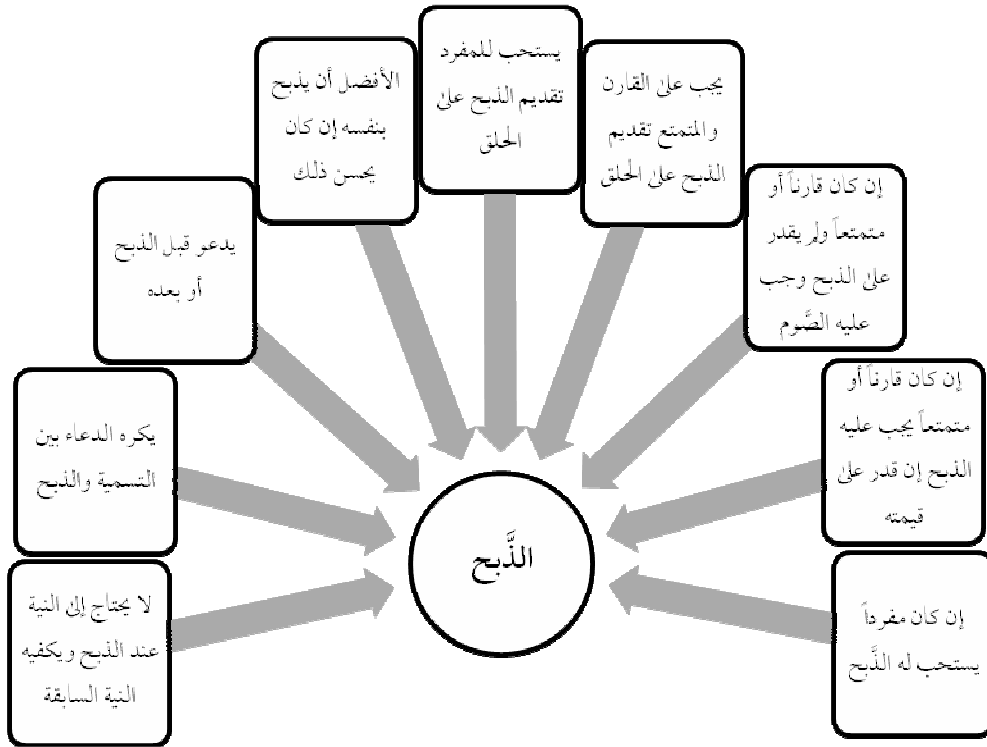 إن كان مفرداً
يستحب له الذَّبح
إن كان قارناً أو
متمتعاً يجب عليه
الذبح إن قدر على
قيمته
إن كان قارناً أو
متمتعاً ولم يقدر
على الذبح وجب
عليه الصَّوم
يجب على القارن
والمتمتع تقديم
الذبح على الحلق
يستحب للمفرد
تقديم الذبح على
الحلق
الأفضل أن يذبح
بنفسه إن كان
يحسن ذلك
يدعو قبل الذبح
أو بعده
يكره الدعاء بين
التسمية والذبح
لا يحتاج إلى النية
عند الذبح ويكفيه
النية السابقة
الذَّبح